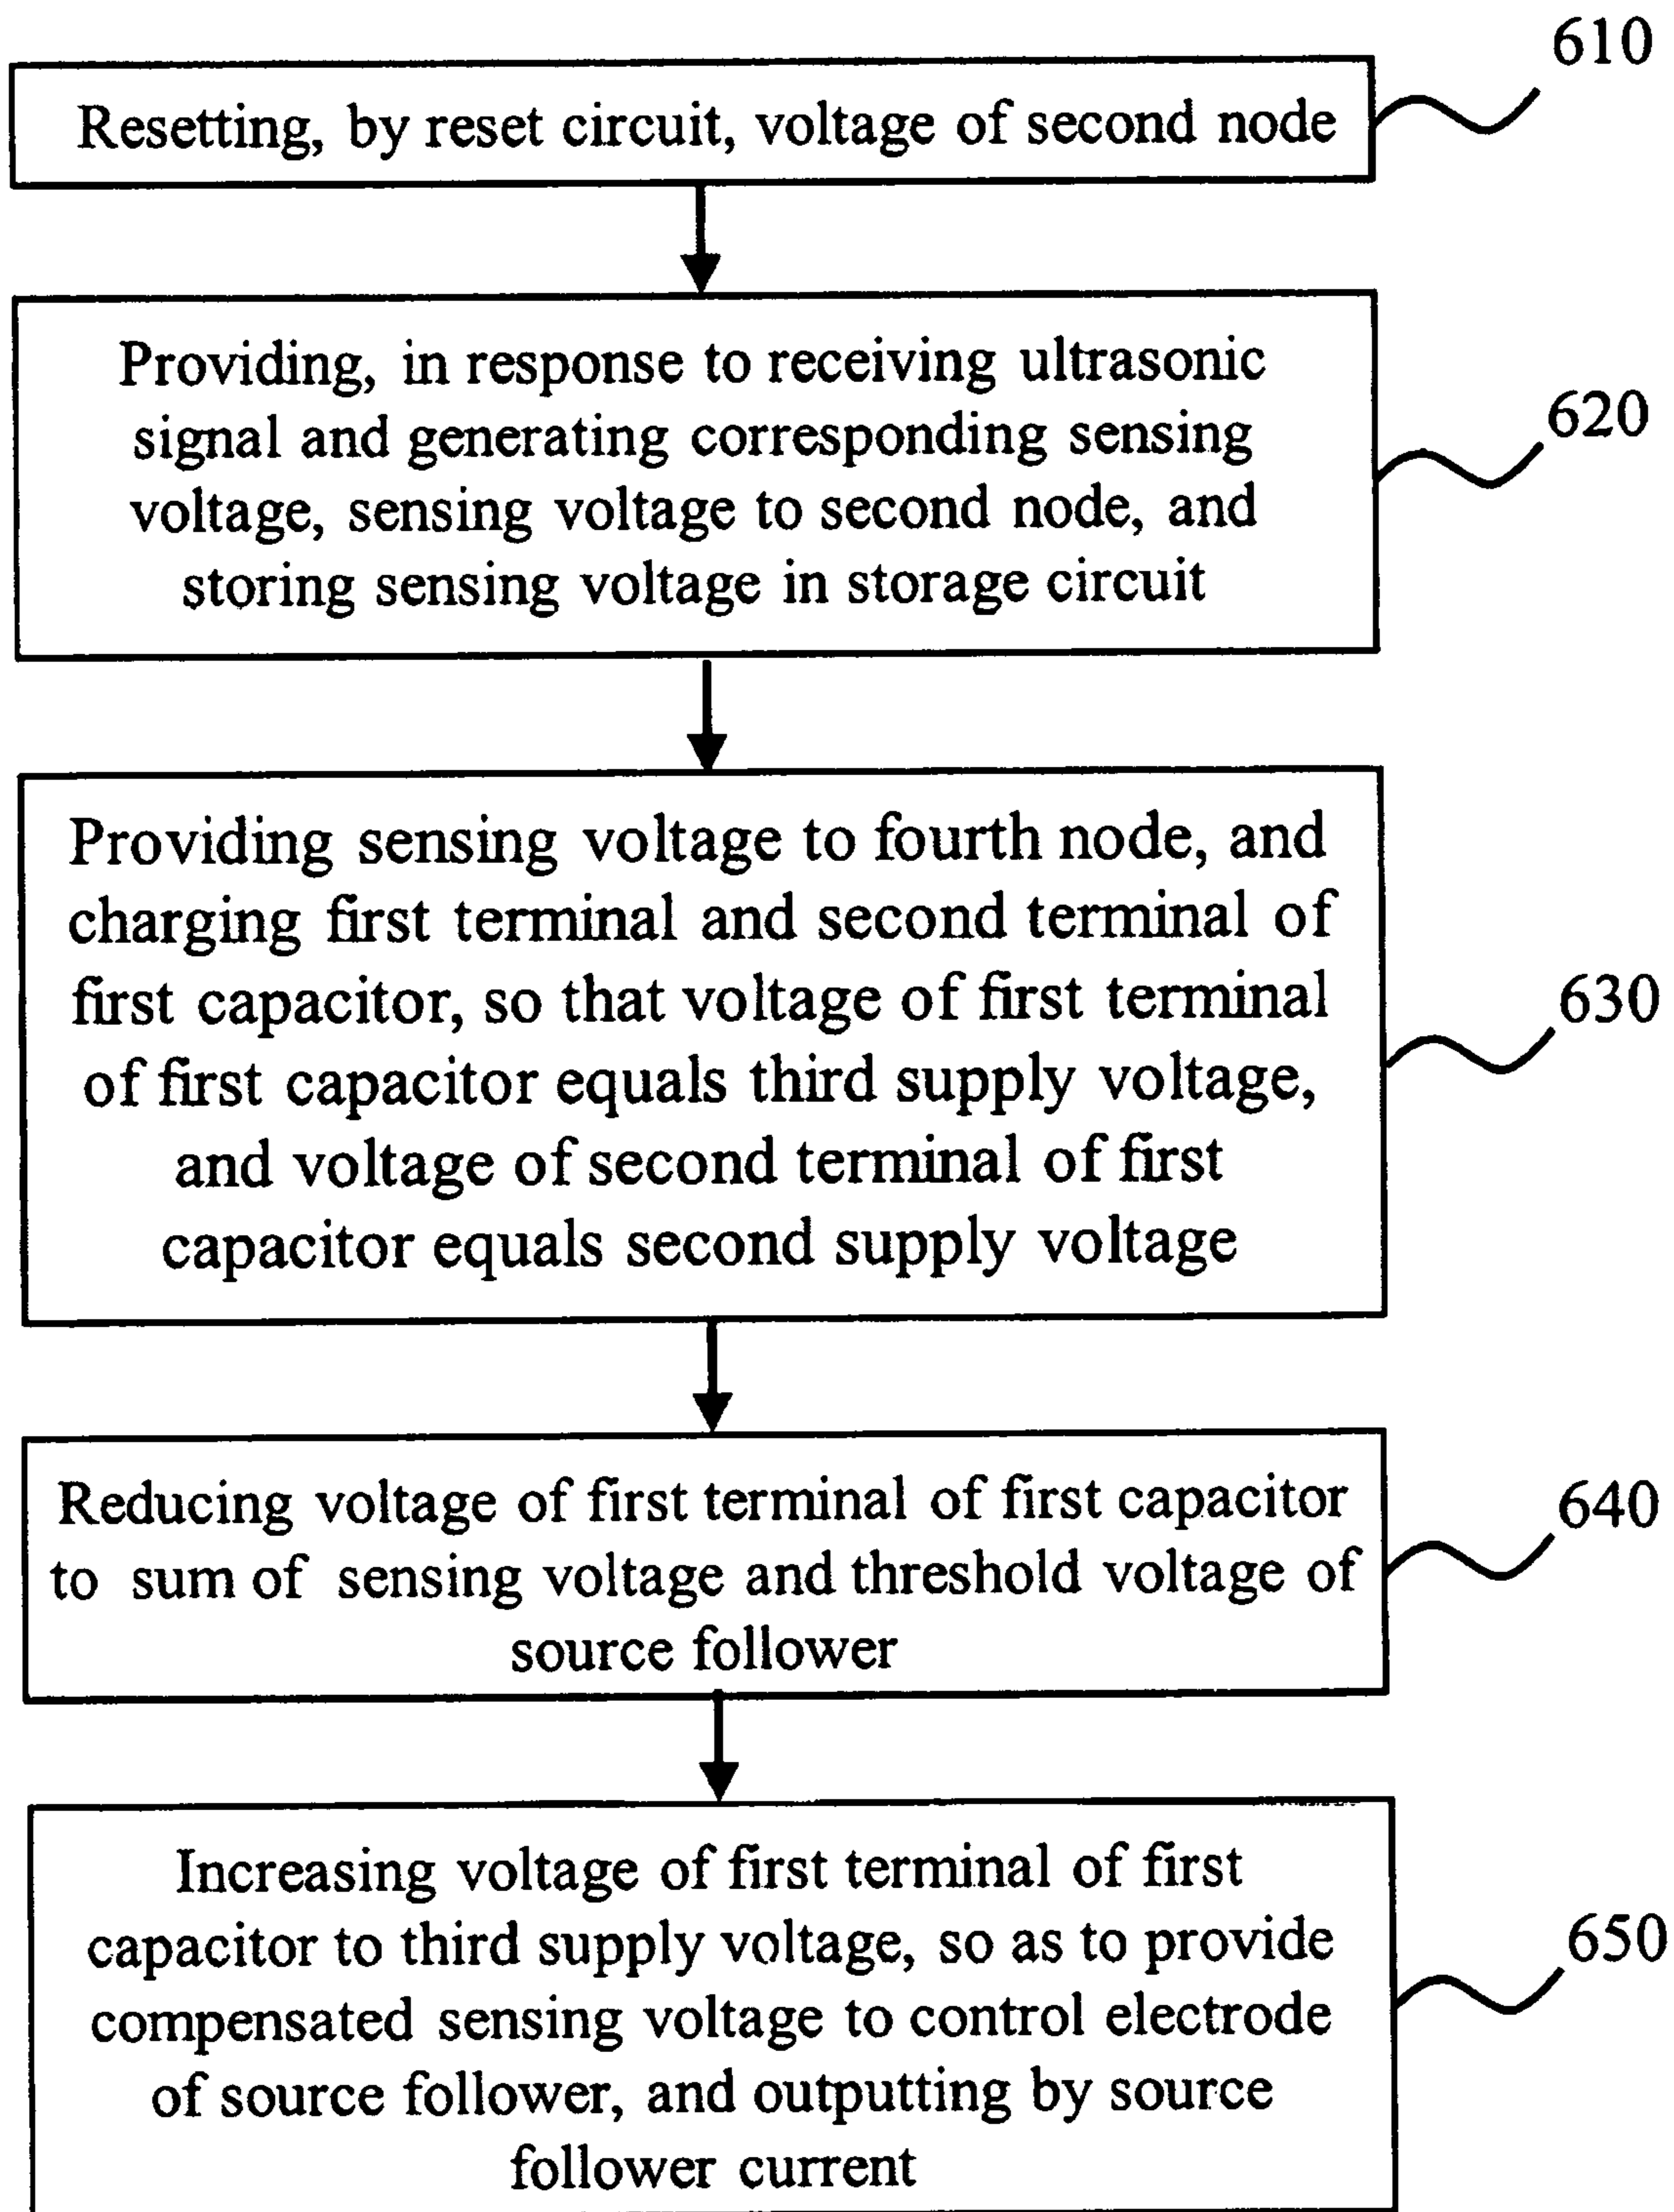 610
Resetting, by reset circuit, voltage of second node
Providing, in response to receiving ultrasonic
signal and generating corresponding sensing
voltage, sensing voltage to second node, and
storing sensing voltage in storage circuit
620
Providing sensing voltage to fourth node, and
charging first terminal and second terminal of
first capacitor, so that voltage of first terminal
of first capacitor equals third supply voltage,
and voltage of second terminal of first
capacitor equals second supply voltage
630
Reducing voltage of first terminal of first capacitor
to sum of sensing voltage and threshold voltage of
source follower
640
Increasing voltage of first terminal of first
capacitor to third supply voltage, so as to provide
compensated sensing voltage to control electrode
of source follower, and outputting by source
follower current
650